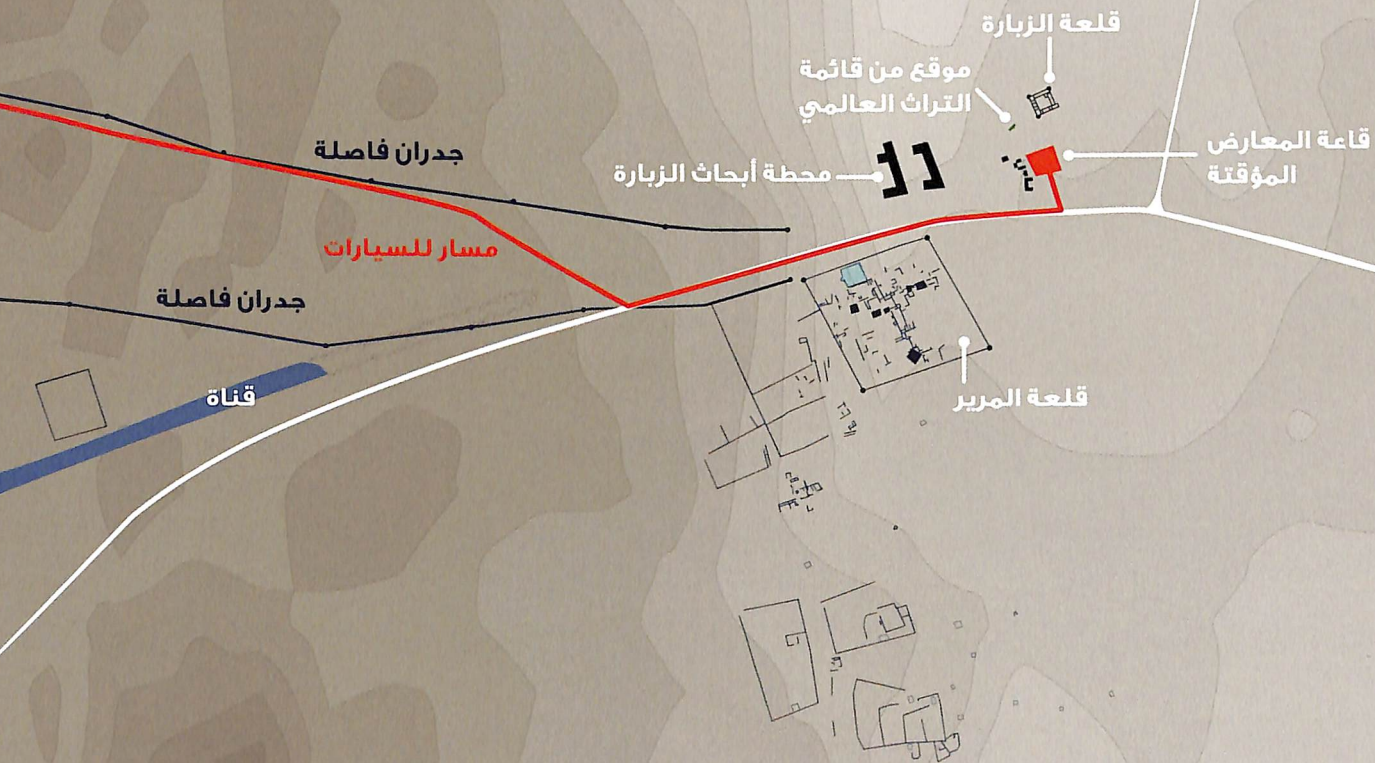 قلعة الزبارة
موقع من قائمة
التراث العالمي
قاعة المعارض
المؤقتة
محطة أبحاث الزبارة
جدران فاصلة
مسار للسيارات
جدران فاصلة
قناة
قلعة المرير